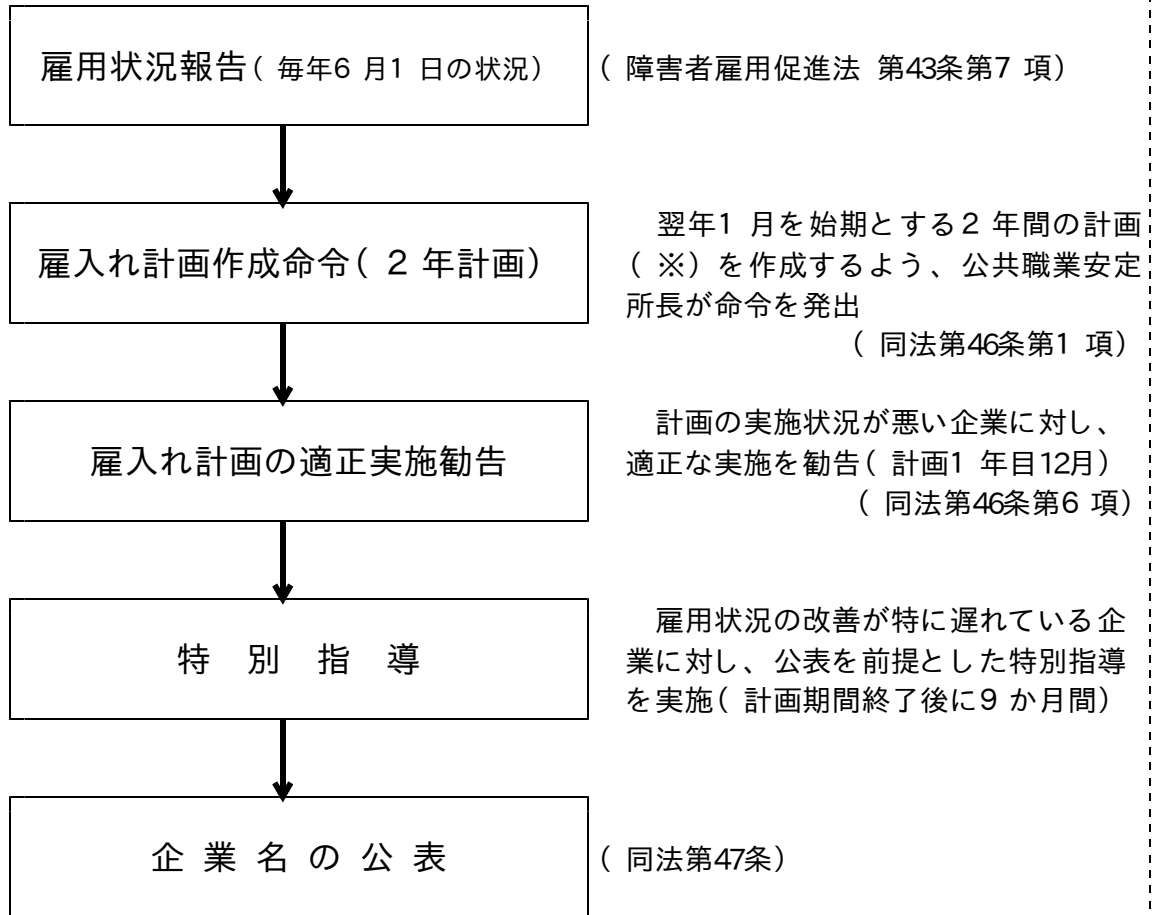 雇用状況報告(毎年6月1日の状況)
(障害者雇用促進法 第43条第7項)
雇入れ計画作成命令(2年計画)
翌年1月を始期とする2年間の計画
(※)を作成するよう、公共職業安定
所長が命令を発出
(同法第46条第1項)
雇入れ計画の適正実施勧告
計画の実施状況が悪い企業に対し、
適正な実施を勧告(計画1年目12月)
(同法第46条第6項)
特別指導
雇用状況の改善が特に遅れている企
業に対し、公表を前提とした特別指導
を実施(計画期間終了後に9か月間)
企業名の公表
(同法第47条)